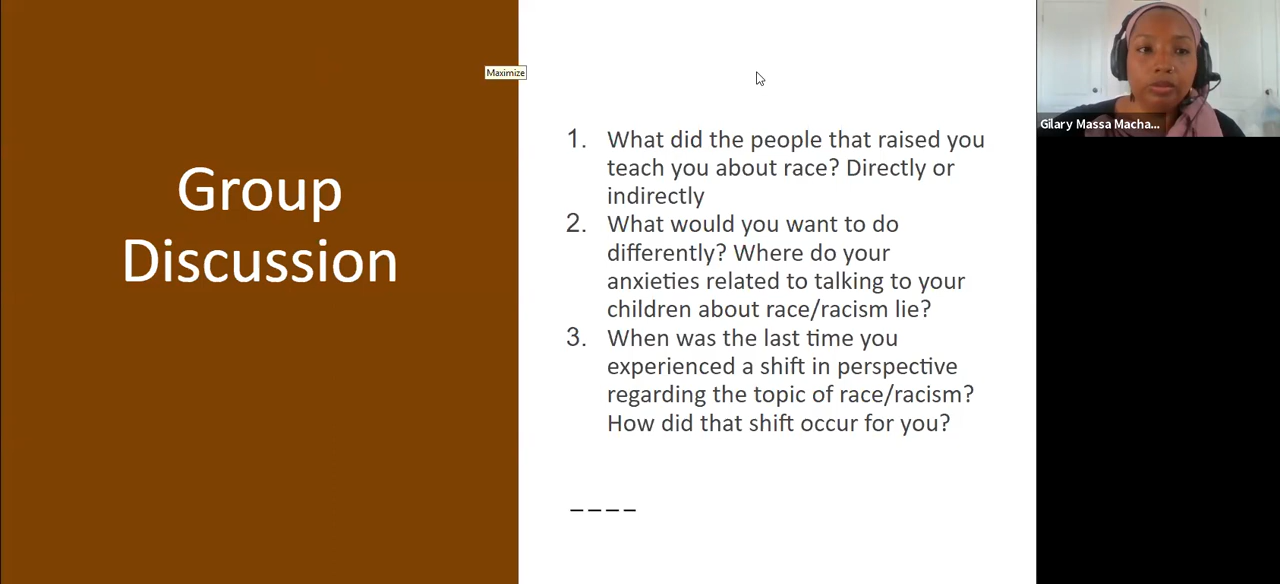 Group
Discussion
Maximize
1. What did the people that raised you
teach you about race? Directly or
indirectly
2. What would you want to do
differently? Where do your
anxieties related to talking to your
children about race/racism lie?
3. When was the last time you
experienced a shift in perspective
regarding the topic of race/racism?
How did that shift occur for you?
____
Gilary Massa Macha...